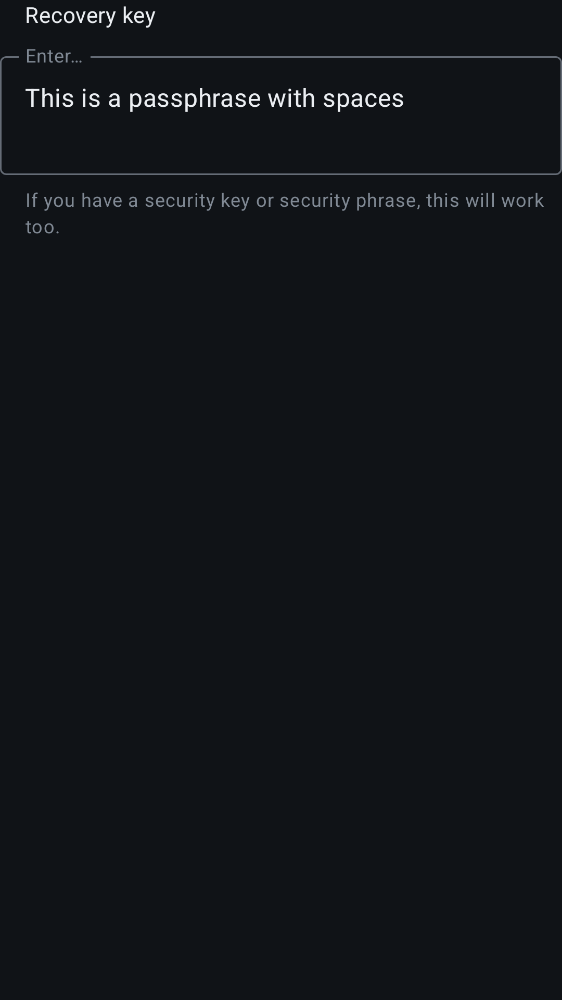 Recovery key
Enter…
This is a passphrase with spaces
If you have a security key or security phrase, this will work
too.